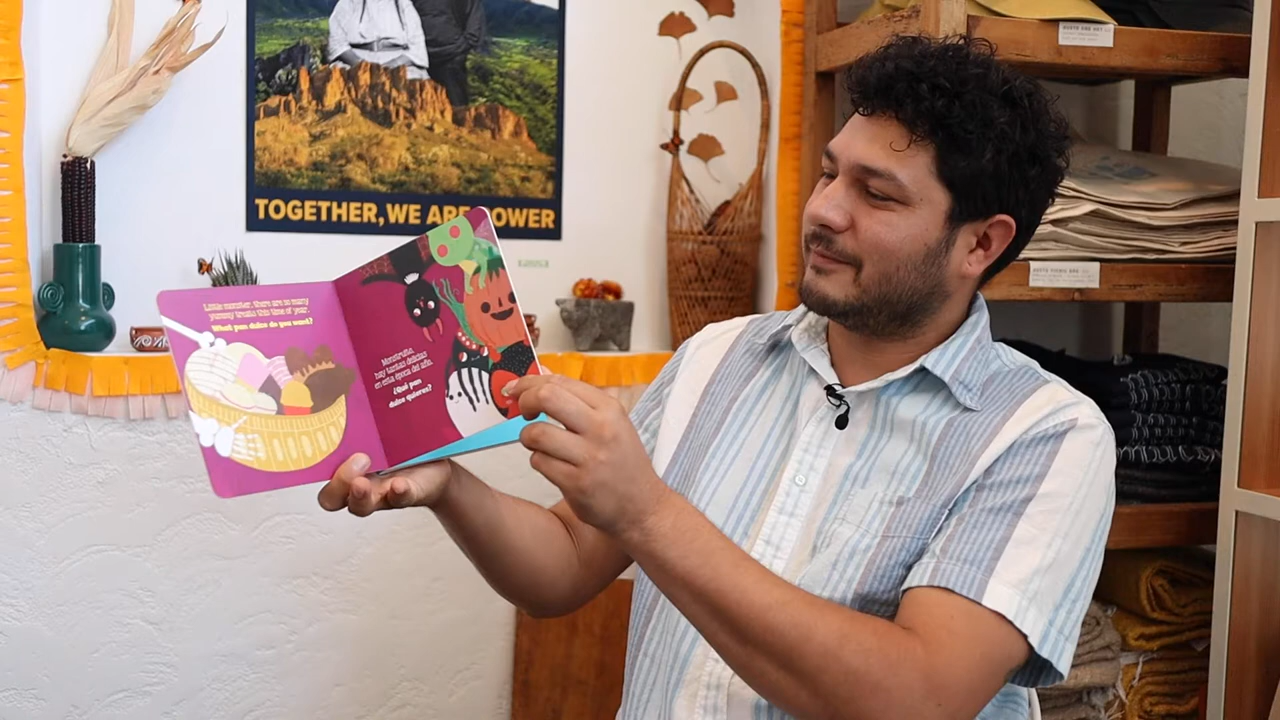 TOGETHER, WE ARE POWER
Little monster, there are so many
yummy treats this time of year.
What pan dulce do you want?
Monstruito,
hay tantas delicias
en esta época del año.
¿Qué pan
dulce quieres?